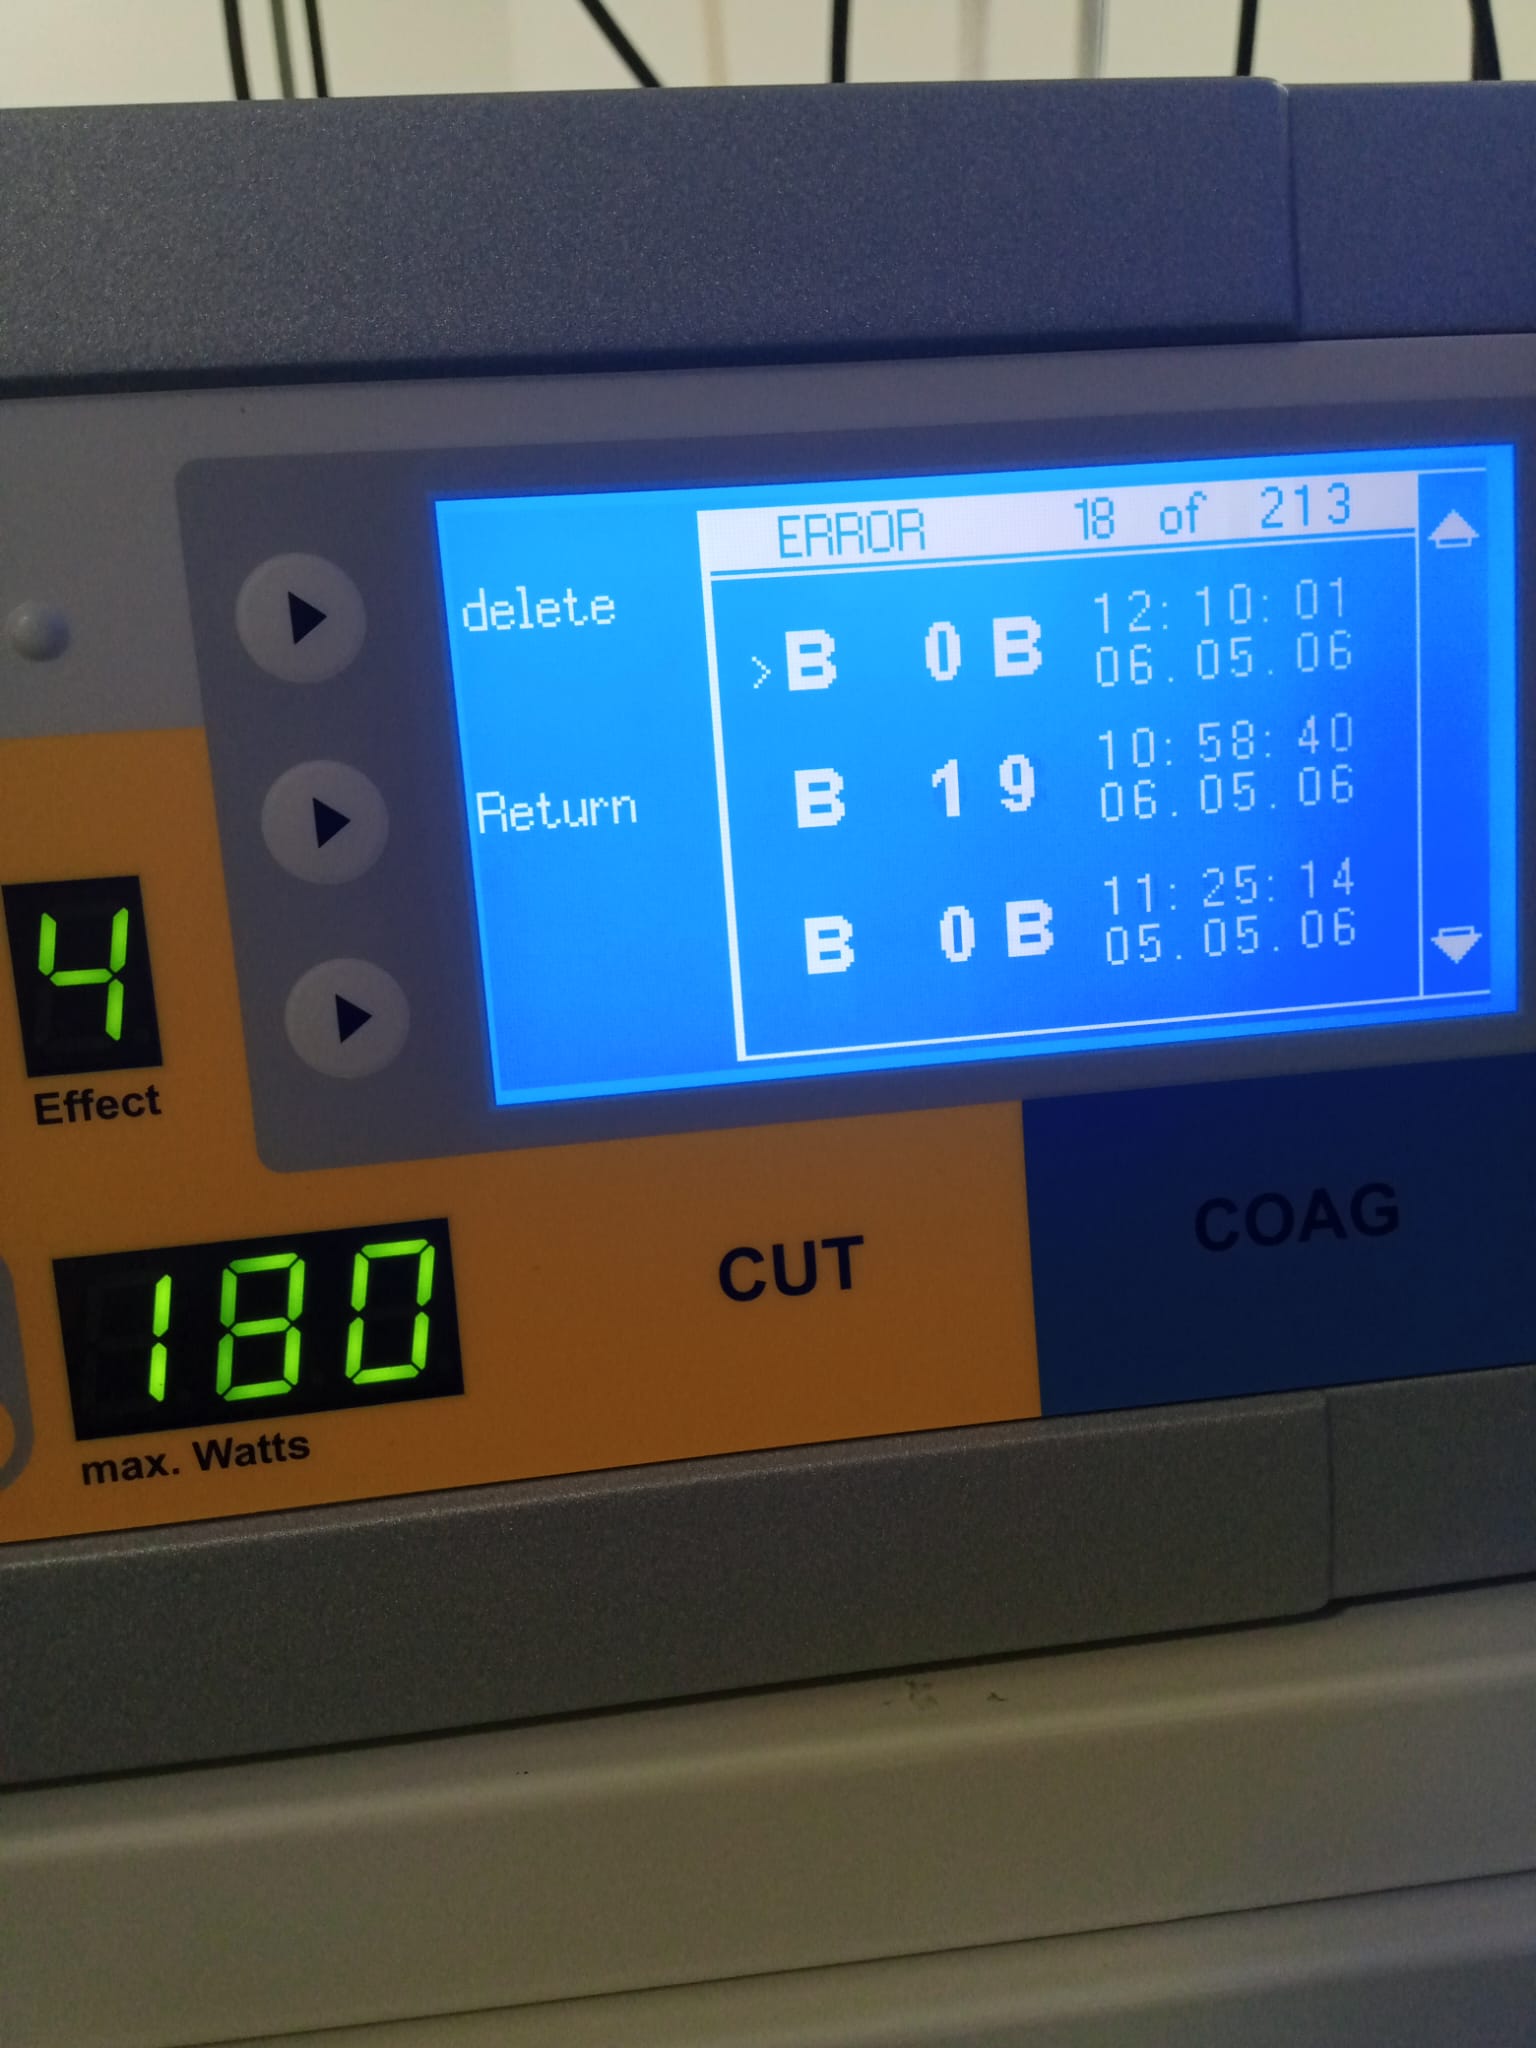 ERROR 18 of 213
delete
>B 0B 12:10:01
06.05.06
B 19 10:58:40
06.05.06
Return
B 0B 11:25:14
05.05.06
4
Effect
180
max. Watts
CUT
COAG